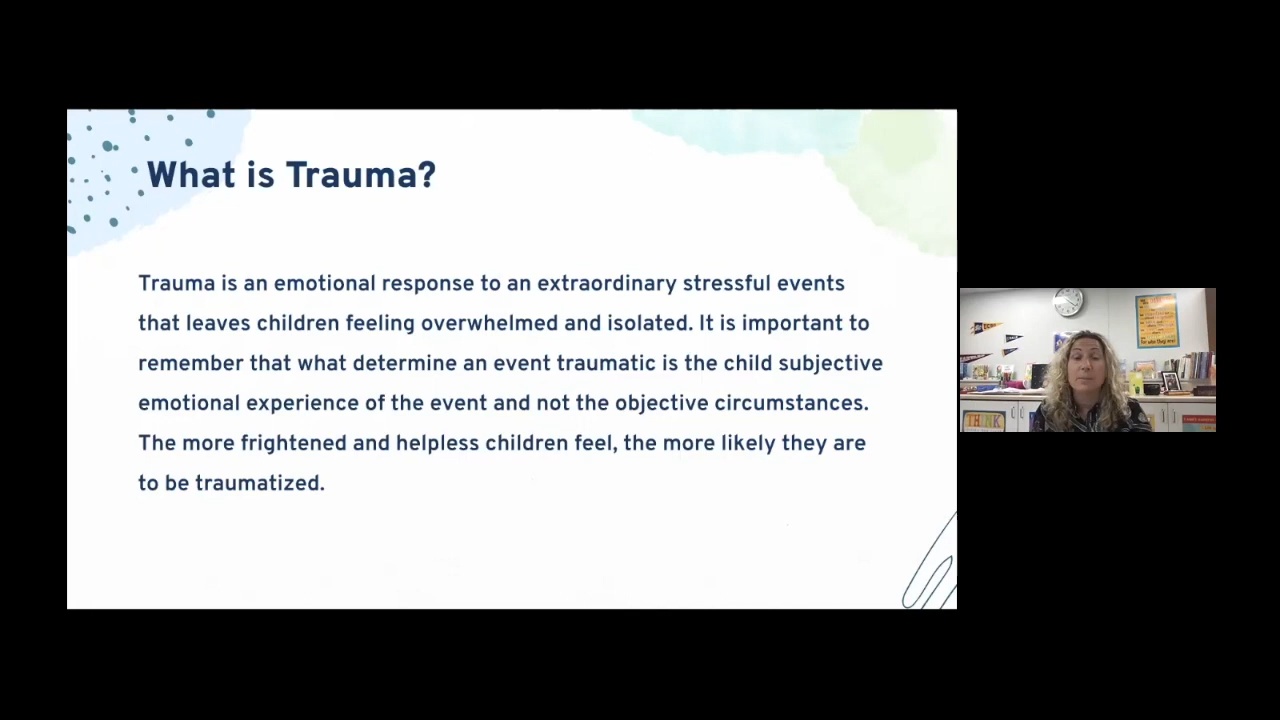 What is Trauma?
Trauma is an emotional response to an extraordinary stressful events
that leaves children feeling overwhelmed and isolated. It is important to
remember that what determine an event traumatic is the child subjective
emotional experience of the event and not the objective circumstances.
The more frightened and helpless children feel, the more likely they are
to be traumatized.
THINK